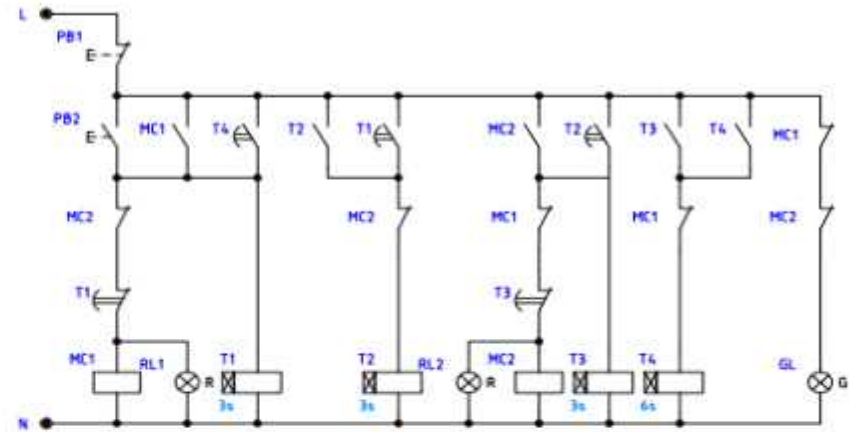 L
PB1
E
PB2 E MC1 T4 T2 T1 MC2 T2 T3 T4 MC1
MC2 MC2 MC1 MC1 MC2
T1 T3
MC1 RL1 R T1 T2 RL2 R MC2 T3 T4 GL G
3s 3s 3s 6s
N